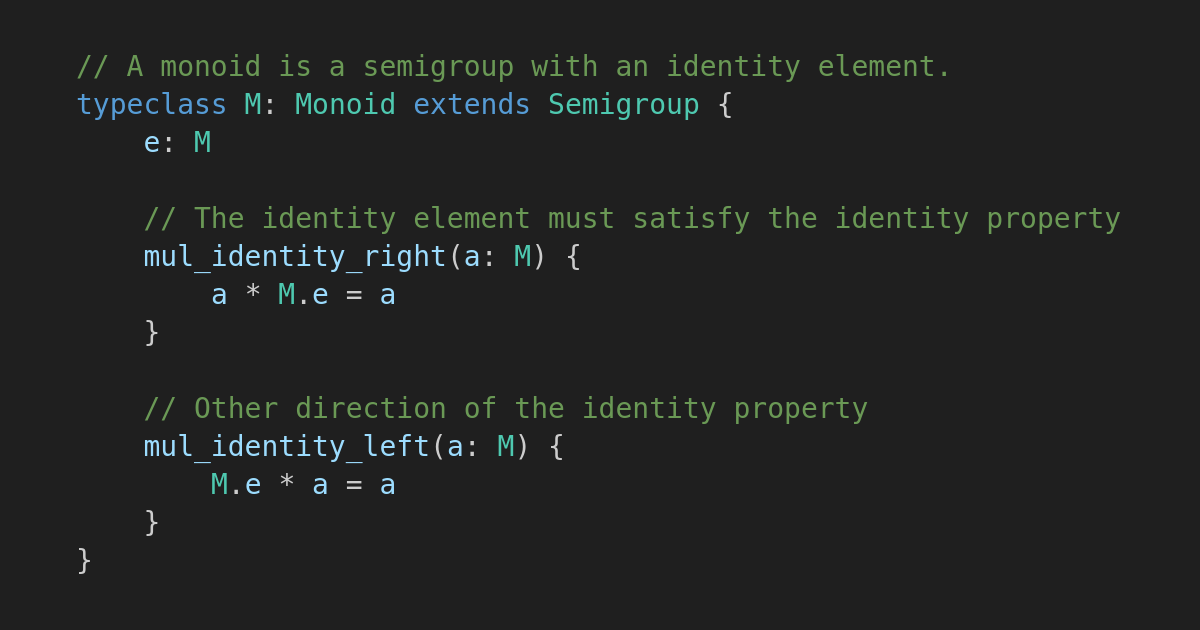 // A monoid is a semigroup with an identity element.
typeclass M: Monoid extends Semigroup {
    e: M

    // The identity element must satisfy the identity property
    mul_identity_right(a: M) {
        a * M.e = a
    }

    // Other direction of the identity property
    mul_identity_left(a: M) {
        M.e * a = a
    }
}